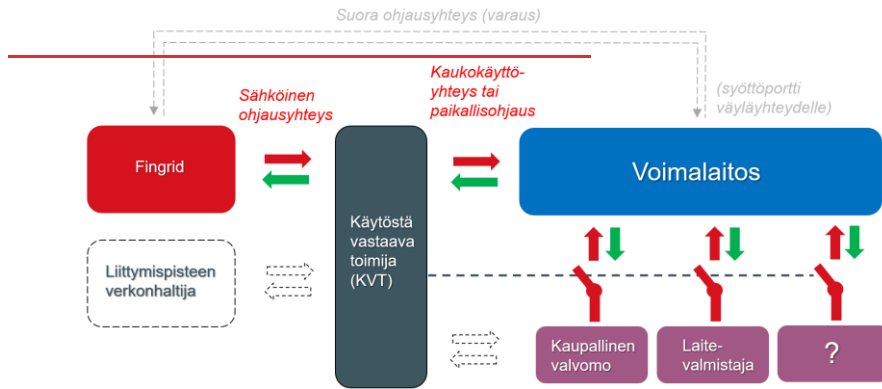 Suora ohjausyhteys (varaus)
Sähköinen
ohjausyhteys
Kaukokäyttö-
yhteys tai
paikallisohjaus
(syöttöportti
väyläyhteydelle)
Fingrid
Voimalaitos
Käytöstä
vastaava
toimija
(KVT)
Liittymispisteen
verkonhaltija
Kaupallinen
valvomo
Laite-
valmistaja
?